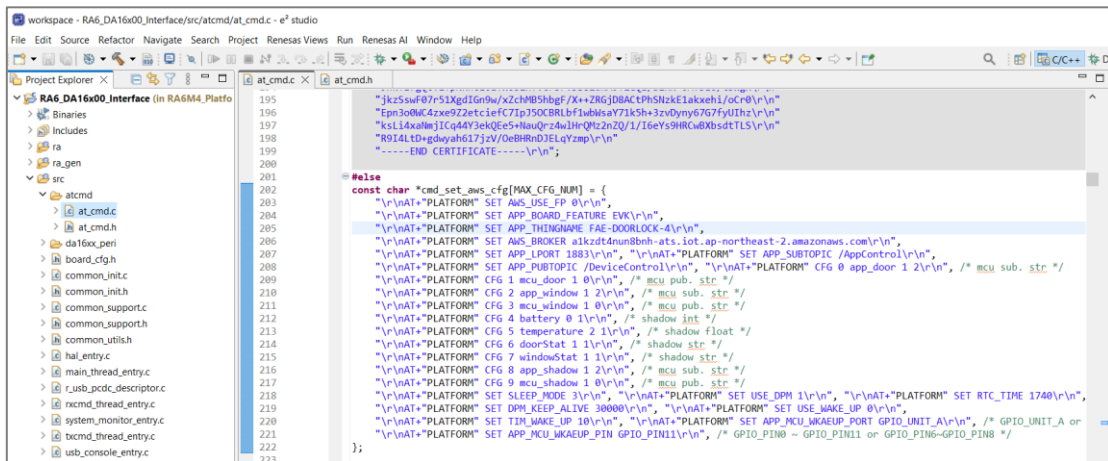 workspace - RA6_DA16x00_Interface/src/atcmd/at_cmd.c - e² studio
File Edit Source Refactor Navigate Search Project Renesas Views Run Renesas AI Window Help
C/C++
Project Explorer
at_cmd.c
at_cmd.h
RA6_DA16x00_Interface (in RA6M4_Platfo
Binaries
Includes
ra
ra_gen
src
atcmd
at_cmd.c
at_cmd.h
da16xx_peri
board_cfg.h
common_init.c
common_init.h
common_support.c
common_support.h
common_utils.h
hal_entry.c
main_thread_entry.c
r_usb_pcdc_descriptor.c
rxcmd_thread_entry.c
system_monitor_entry.c
txcmd_thread_entry.c
usb_console_entry.c
195 "jkzSswF07r51XgdIGn9w/xZchMB5hbgF/X++ZRGjD8ACtPhSNzkE1akxehi/oCr0\r\n"
196 "Epn3o0WC4zxe9Z2etciefC7IpJ5OCBRLbf1wbWsaY71k5h+3zvDyny67G7fyUIhz\r\n"
197 "ksLi4xaNmjICq44Y3ekQEe5+NauQrz4wlHrQMz2nZQ/1/I6eYs9HRCwBXbsdtTLS\r\n"
198 "R9I4LtD+gdwyah617jzV/OeBHRnDJELqYzmp\r\n"
199 "-----END CERTIFICATE-----\r\n";
200
201 #else
202 const char *cmd_set_aws_cfg[MAX_CFG_NUM] = {
203 "\r\nAT+"PLATFORM" SET AWS_USE_FP 0\r\n",
204 "\r\nAT+"PLATFORM" SET APP_BOARD_FEATURE EVK\r\n",
205 "\r\nAT+"PLATFORM" SET APP_THINGNAME FAE-DOORLOCK-4\r\n",
206 "\r\nAT+"PLATFORM" SET AWS_BROKER a1kzdt4nun8bnh-ats.iot.ap-northeast-2.amazonaws.com\r\n",
207 "\r\nAT+"PLATFORM" SET APP_LPORT 1883\r\n", "\r\nAT+"PLATFORM" SET APP_SUBTOPIC /AppControl\r\n",
208 "\r\nAT+"PLATFORM" SET APP_PUBTOPIC /DeviceControl\r\n", "\r\nAT+"PLATFORM" CFG 0 app_door 1 2\r\n", /* mcu sub. str */
209 "\r\nAT+"PLATFORM" CFG 1 mcu_door 1 0\r\n", /* mcu pub. str */
210 "\r\nAT+"PLATFORM" CFG 2 app_window 1 2\r\n", /* mcu sub. str */
211 "\r\nAT+"PLATFORM" CFG 3 mcu_window 1 0\r\n", /* mcu pub. str */
212 "\r\nAT+"PLATFORM" CFG 4 battery 0 1\r\n", /* shadow int */
213 "\r\nAT+"PLATFORM" CFG 5 temperature 2 1\r\n", /* shadow float */
214 "\r\nAT+"PLATFORM" CFG 6 doorStat 1 1\r\n", /* shadow str */
215 "\r\nAT+"PLATFORM" CFG 7 windowStat 1 1\r\n", /* shadow str */
216 "\r\nAT+"PLATFORM" CFG 8 app_shadow 1 2\r\n", /* mcu sub. str */
217 "\r\nAT+"PLATFORM" CFG 9 mcu_shadow 1 0\r\n", /* mcu pub. str */
218 "\r\nAT+"PLATFORM" SET SLEEP_MODE 3\r\n", "\r\nAT+"PLATFORM" SET USE_DPM 1\r\n", "\r\nAT+"PLATFORM" SET RTC_TIME 1740\r\n",
219 "\r\nAT+"PLATFORM" SET DPM_KEEP_ALIVE 30000\r\n", "\r\nAT+"PLATFORM" SET USE_WAKE_UP 0\r\n",
220 "\r\nAT+"PLATFORM" SET TIM_WAKE_UP 10\r\n", "\r\nAT+"PLATFORM" SET APP_MCU_WKAEUP_PORT GPIO_UNIT_A\r\n", /* GPIO_UNIT_A or
221 "\r\nAT+"PLATFORM" SET APP_MCU_WKAEUP_PIN GPIO_PIN11\r\n", /* GPIO_PIN0 ~ GPIO_PIN11 or GPIO_PIN6~GPIO_PIN8 */
222 };
223